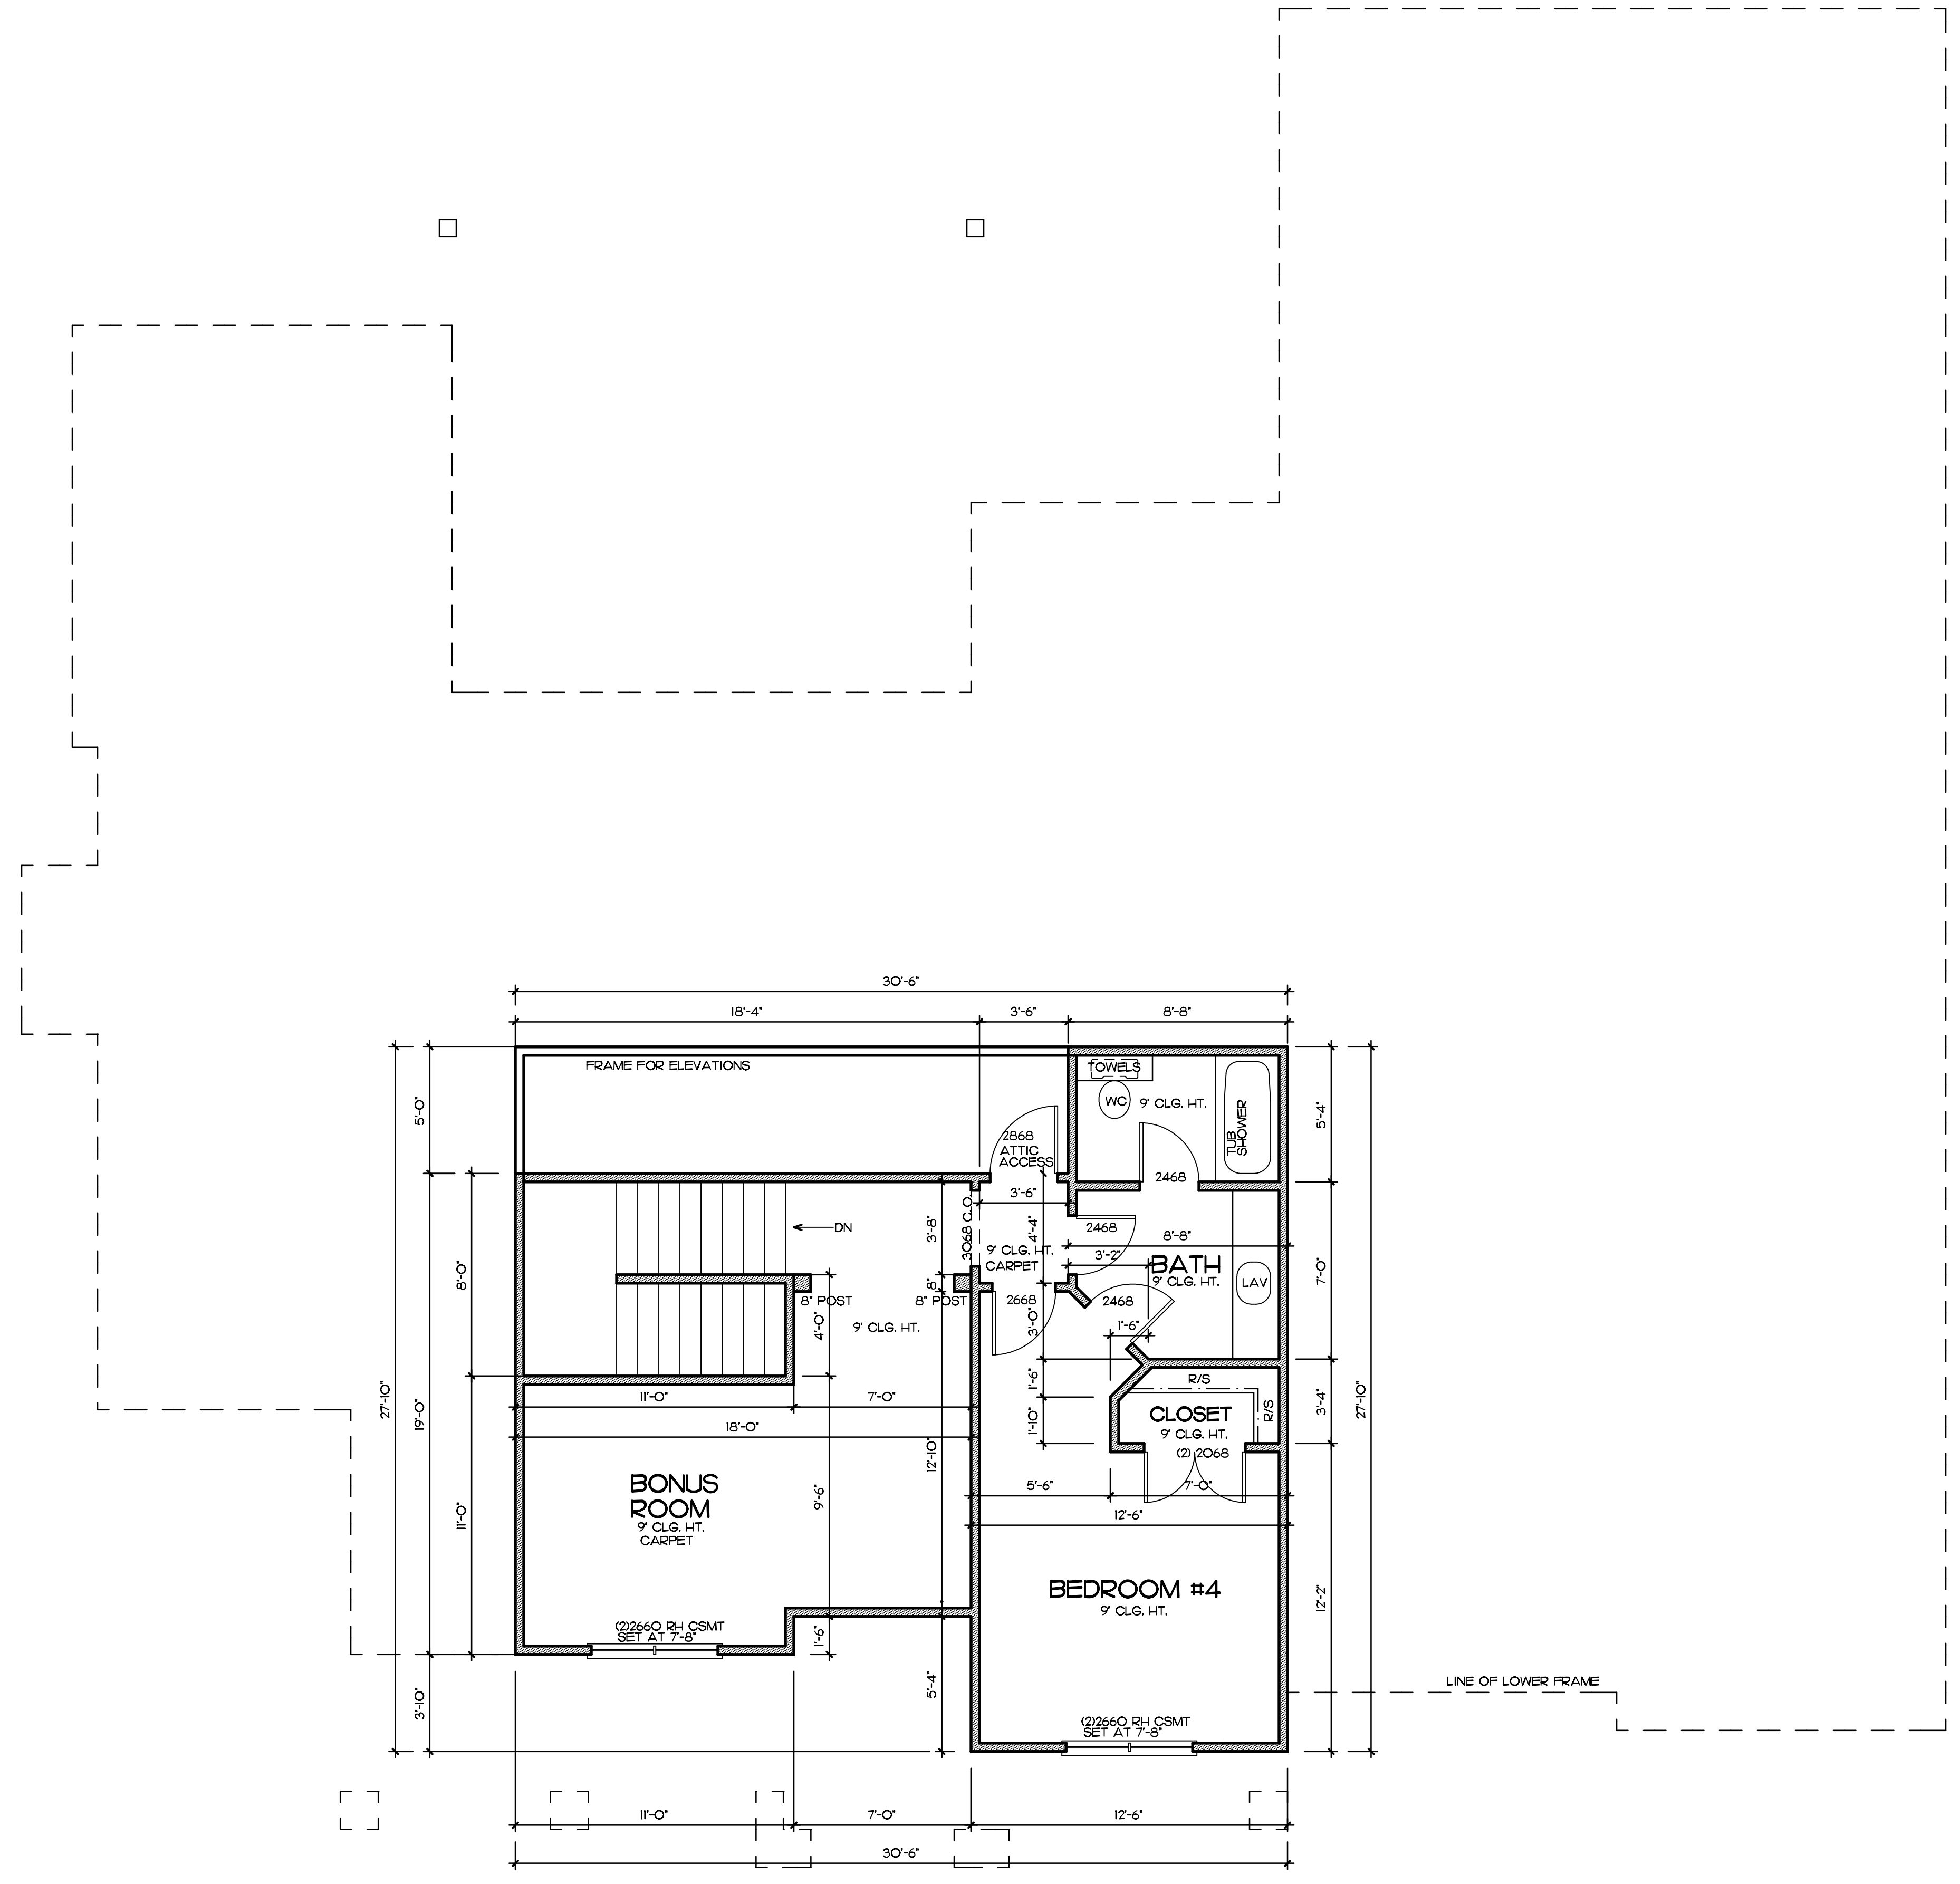 30'-6"
18'-4"
3'-6"
8'-8"
FRAME FOR ELEVATIONS
TOWELS
WC
9' CLG. HT.
TUB
SHOWER
5'-0"
5'-4"
2868
ATTIC
ACCESS
2468
3'-6"
DN
3'-8"
3068 C.O.
4'-4"
2468
8'-8"
9' CLG. HT.
CARPET
3'-2"
BATH
9' CLG. HT.
LAV
7'-0"
8'-0"
8"
8" POST
8" POST
2668
2468
4'-0"
9' CLG. HT.
3'-0"
1'-6"
1'-6"
R/S
R/S
27'-10"
19'-0"
11'-0"
7'-0"
18'-0"
1'-10"
CLOSET
9' CLG. HT.
(2) 2068
3'-4"
27'-10"
12'-10"
5'-6"
7'-0"
12'-6"
BONUS
ROOM
9' CLG. HT.
CARPET
11'-0"
9'-6"
BEDROOM #4
9' CLG. HT.
12'-2"
(2)2660 RH CSMT
SET AT 7'-8"
1'-6"
5'-4"
3'-10"
LINE OF LOWER FRAME
(2)2660 RH CSMT
SET AT 7'-8"
11'-0"
7'-0"
12'-6"
30'-6"